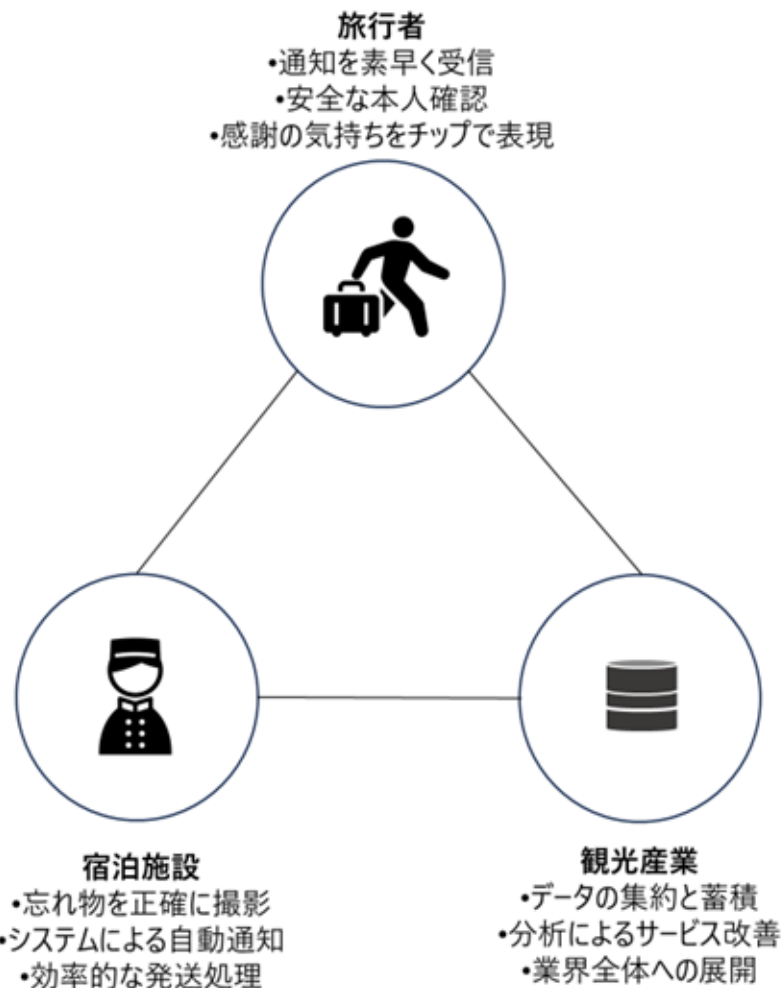 旅行者
•通知を素早く受信
•安全な本人確認
•感謝の気持ちをチップで表現
宿泊施設
•忘れ物を正確に撮影
•システムによる自動通知
•効率的な発送処理
観光産業
•データの集約と蓄積
•分析によるサービス改善
•業界全体への展開